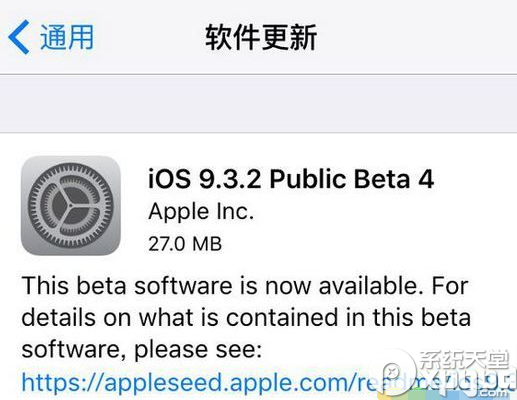 通用
软件更新
iOS 9.3.2 Public Beta 4
Apple Inc.
27.0 MB
This beta software is now available. For
details on what is contained in this beta
software, please see:
https://appleseed.apple.com/
系统天堂